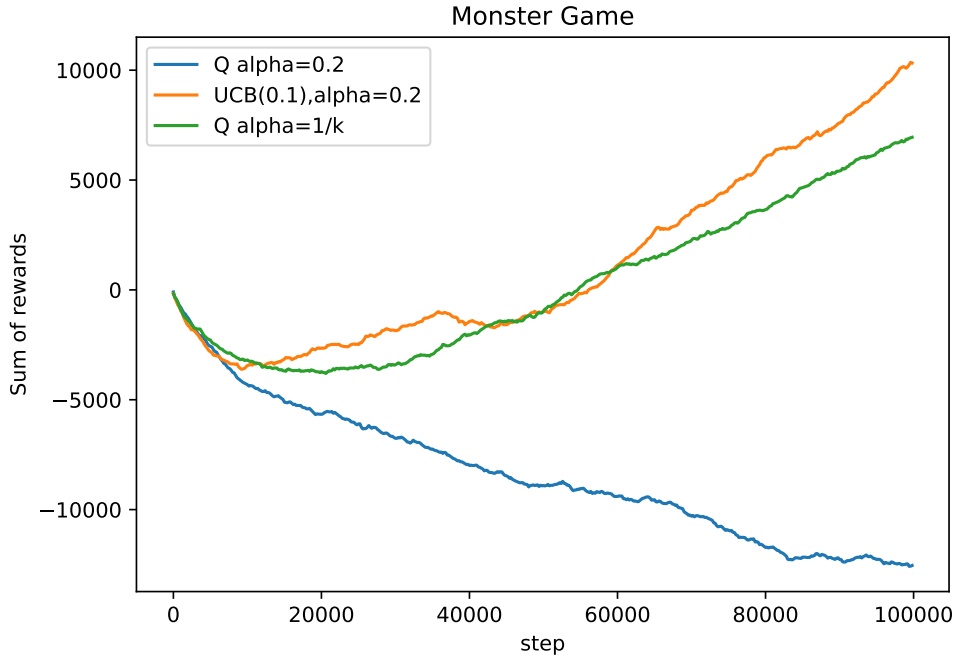 Monster Game
Q alpha=0.2
UCB(0.1),alpha=0.2
Q alpha=1/k
10000
5000
0
−5000
−10000
Sum of rewards
0 20000 40000 60000 80000 100000
step